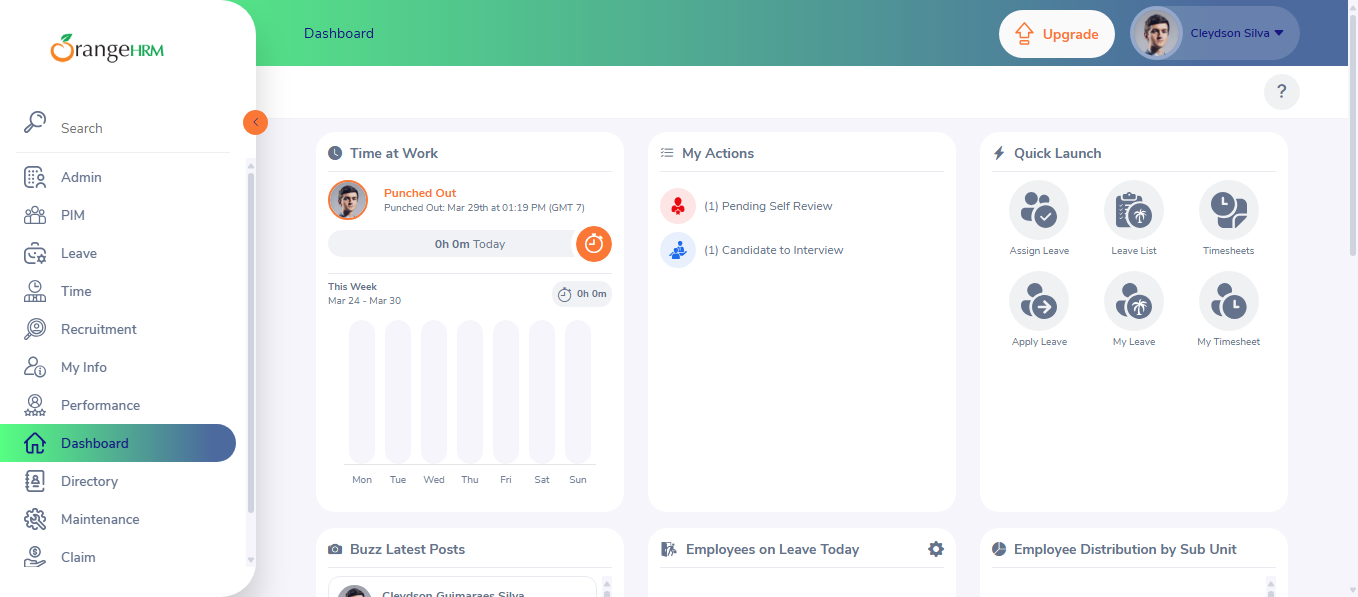 OrangeHRM
Search
Admin
PIM
Leave
Time
Recruitment
My Info
Performance
Dashboard
Directory
Maintenance
Claim
Dashboard
Upgrade
Cleydson Silva
?
Time at Work
Punched Out
Punched Out: Mar 29th at 01:19 PM (GMT 7)
0h 0m Today
This Week
Mar 24 - Mar 30
0h 0m
Mon Tue Wed Thu Fri Sat Sun
My Actions
(1) Pending Self Review
(1) Candidate to Interview
Quick Launch
Assign Leave
Leave List
Timesheets
Apply Leave
My Leave
My Timesheet
Buzz Latest Posts
Cleydson Guimaraes Silva
Employees on Leave Today
Employee Distribution by Sub Unit